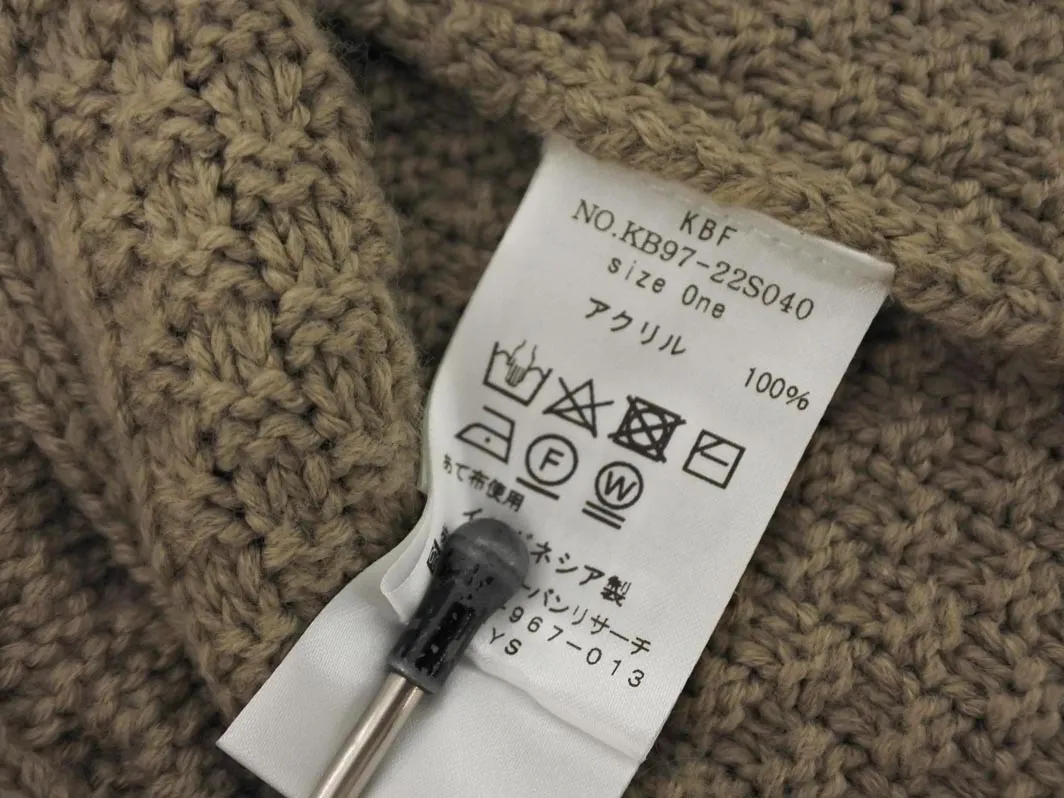 KBF
NO.KB97-22S040
size One
アクリル 100%
F W
あて布使用
ネシア製
バンリサーチ
967-013
YS